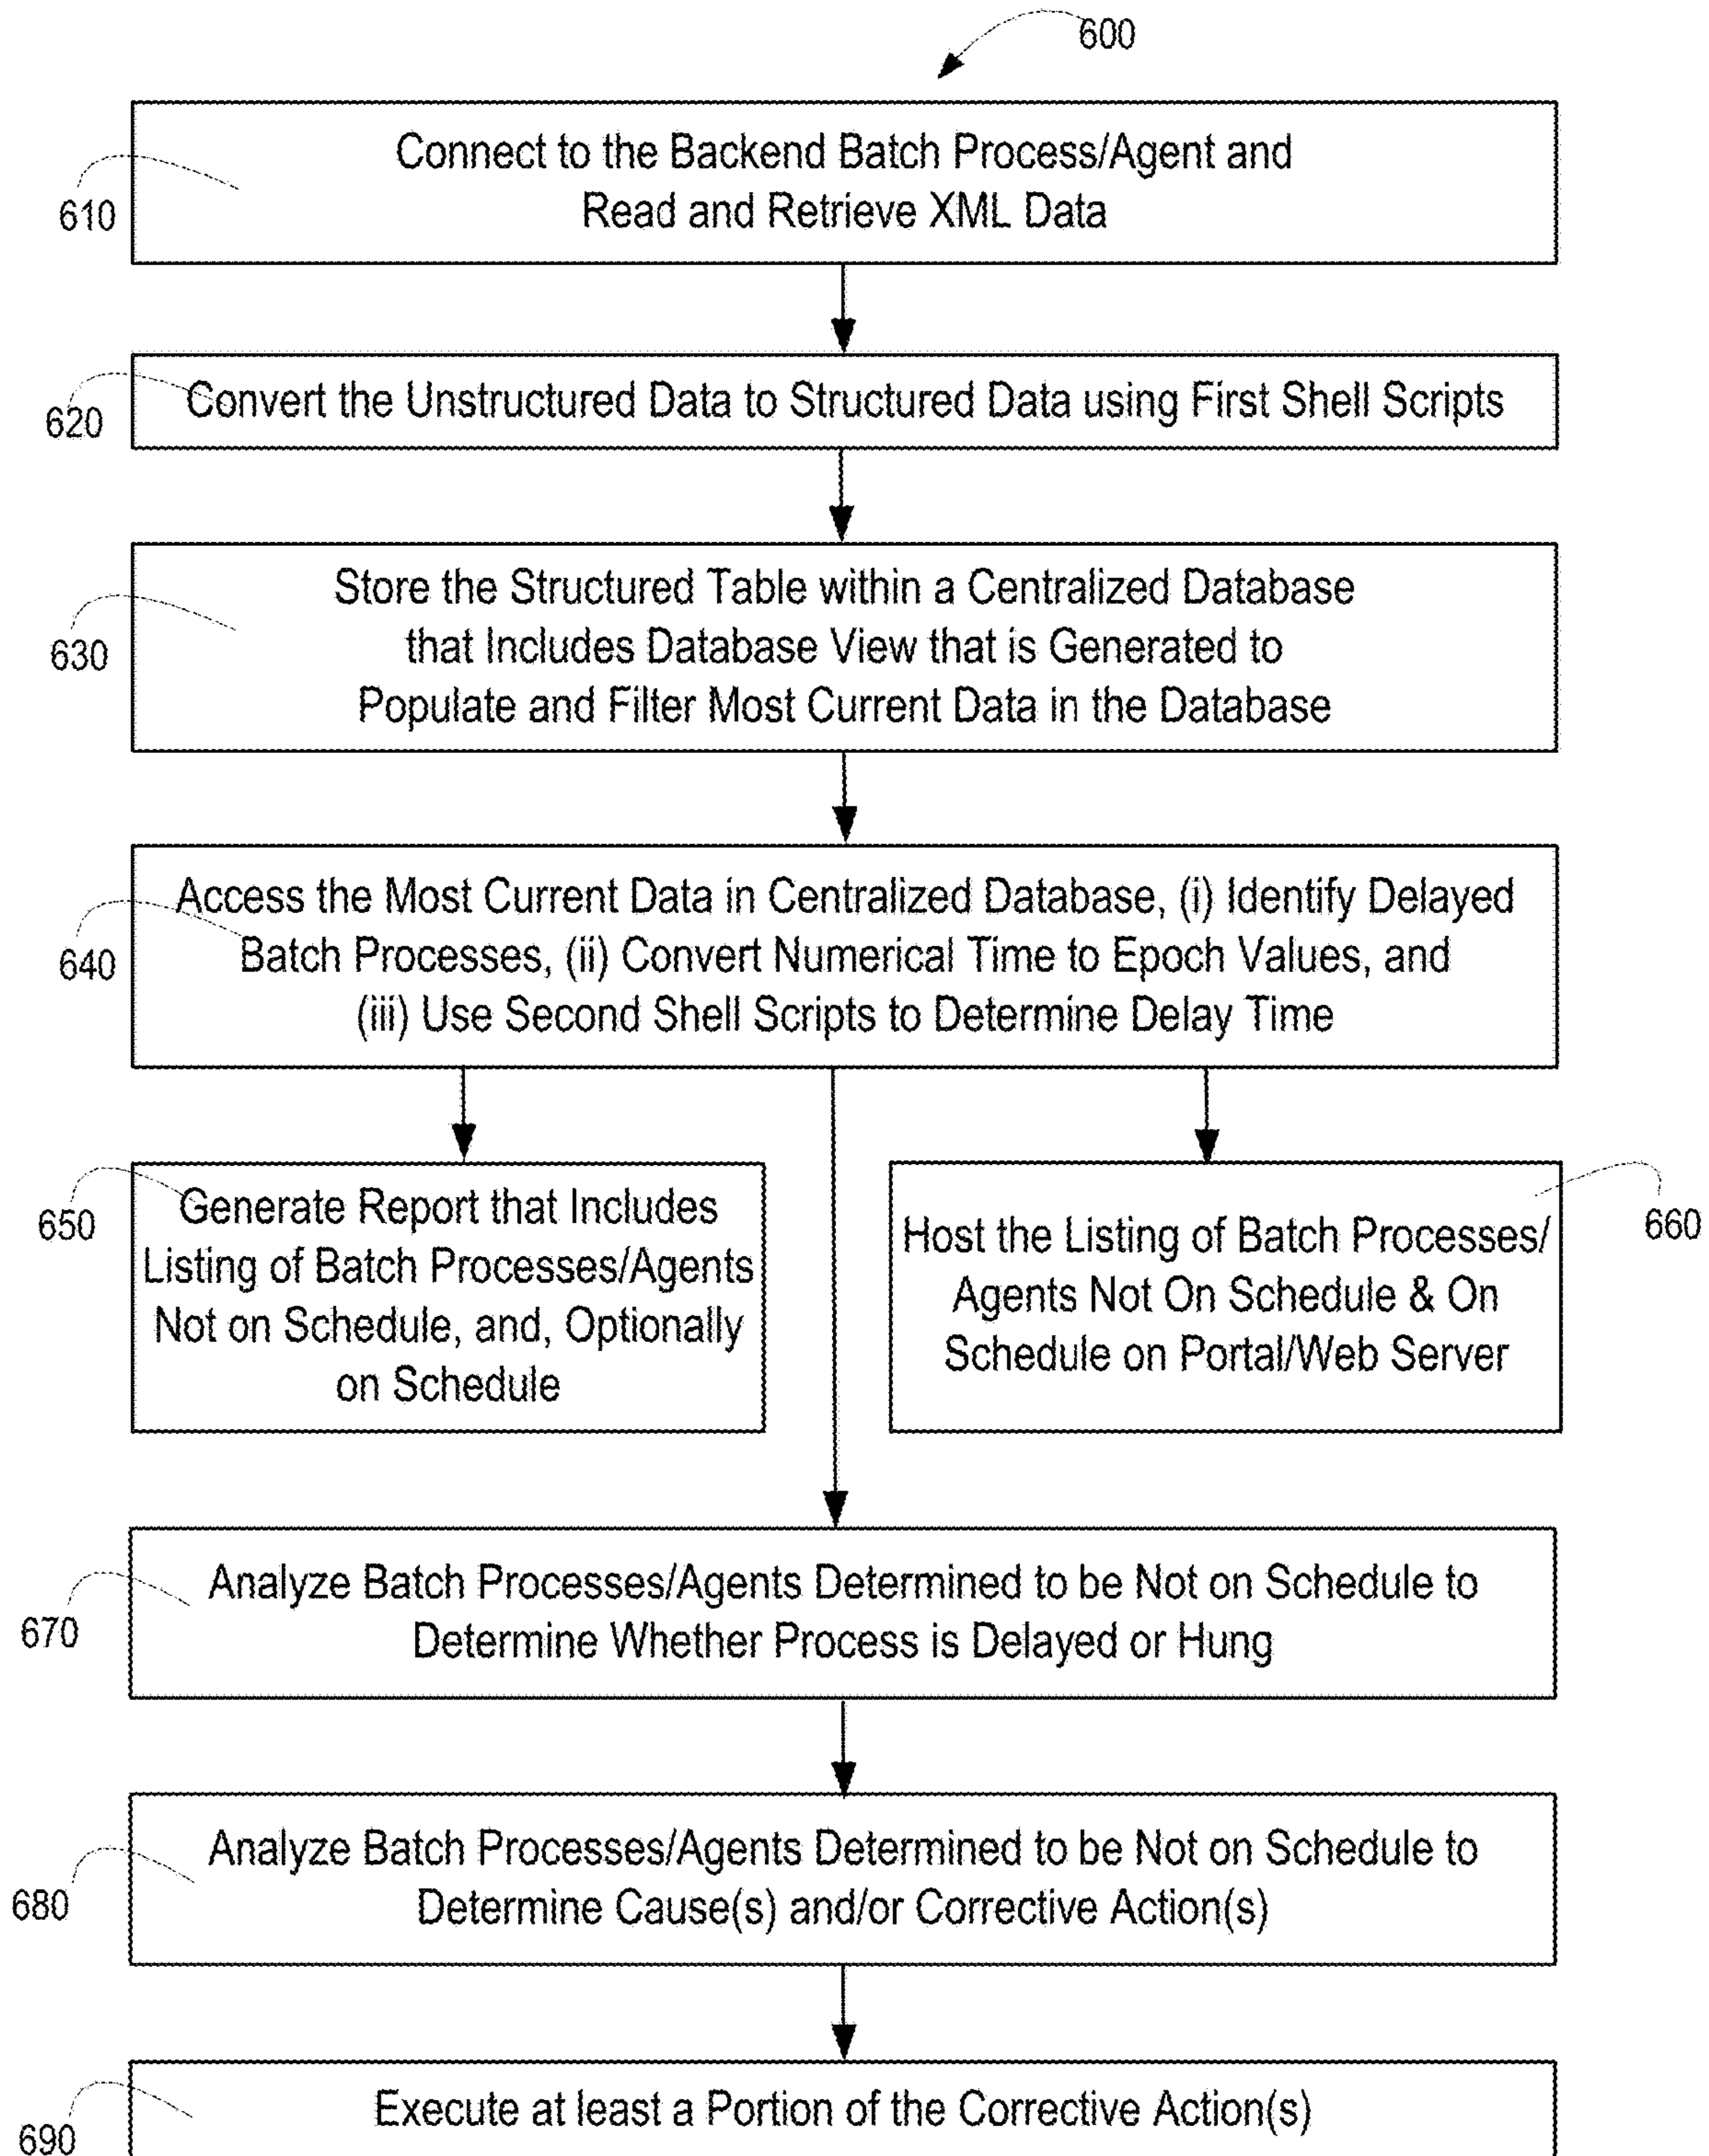 600
Connect to the Backend Batch Process/Agent and
Read and Retrieve XML Data
610
Convert the Unstructured Data to Structured Data using First Shell Scripts
620
Store the Structured Table within a Centralized Database
that Includes Database View that is Generated to
Populate and Filter Most Current Data in the Database
630
Access the Most Current Data in Centralized Database, (i) Identify Delayed
Batch Processes, (ii) Convert Numerical Time to Epoch Values, and
(iii) Use Second Shell Scripts to Determine Delay Time
640
Generate Report that Includes
Listing of Batch Processes/Agents
Not on Schedule, and, Optionally
on Schedule
650
Host the Listing of Batch Processes/
Agents Not On Schedule & On
Schedule on Portal/Web Server
660
Analyze Batch Processes/Agents Determined to be Not on Schedule to
Determine Whether Process is Delayed or Hung
670
Analyze Batch Processes/Agents Determined to be Not on Schedule to
Determine Cause(s) and/or Corrective Action(s)
680
Execute at least a Portion of the Corrective Action(s)
690